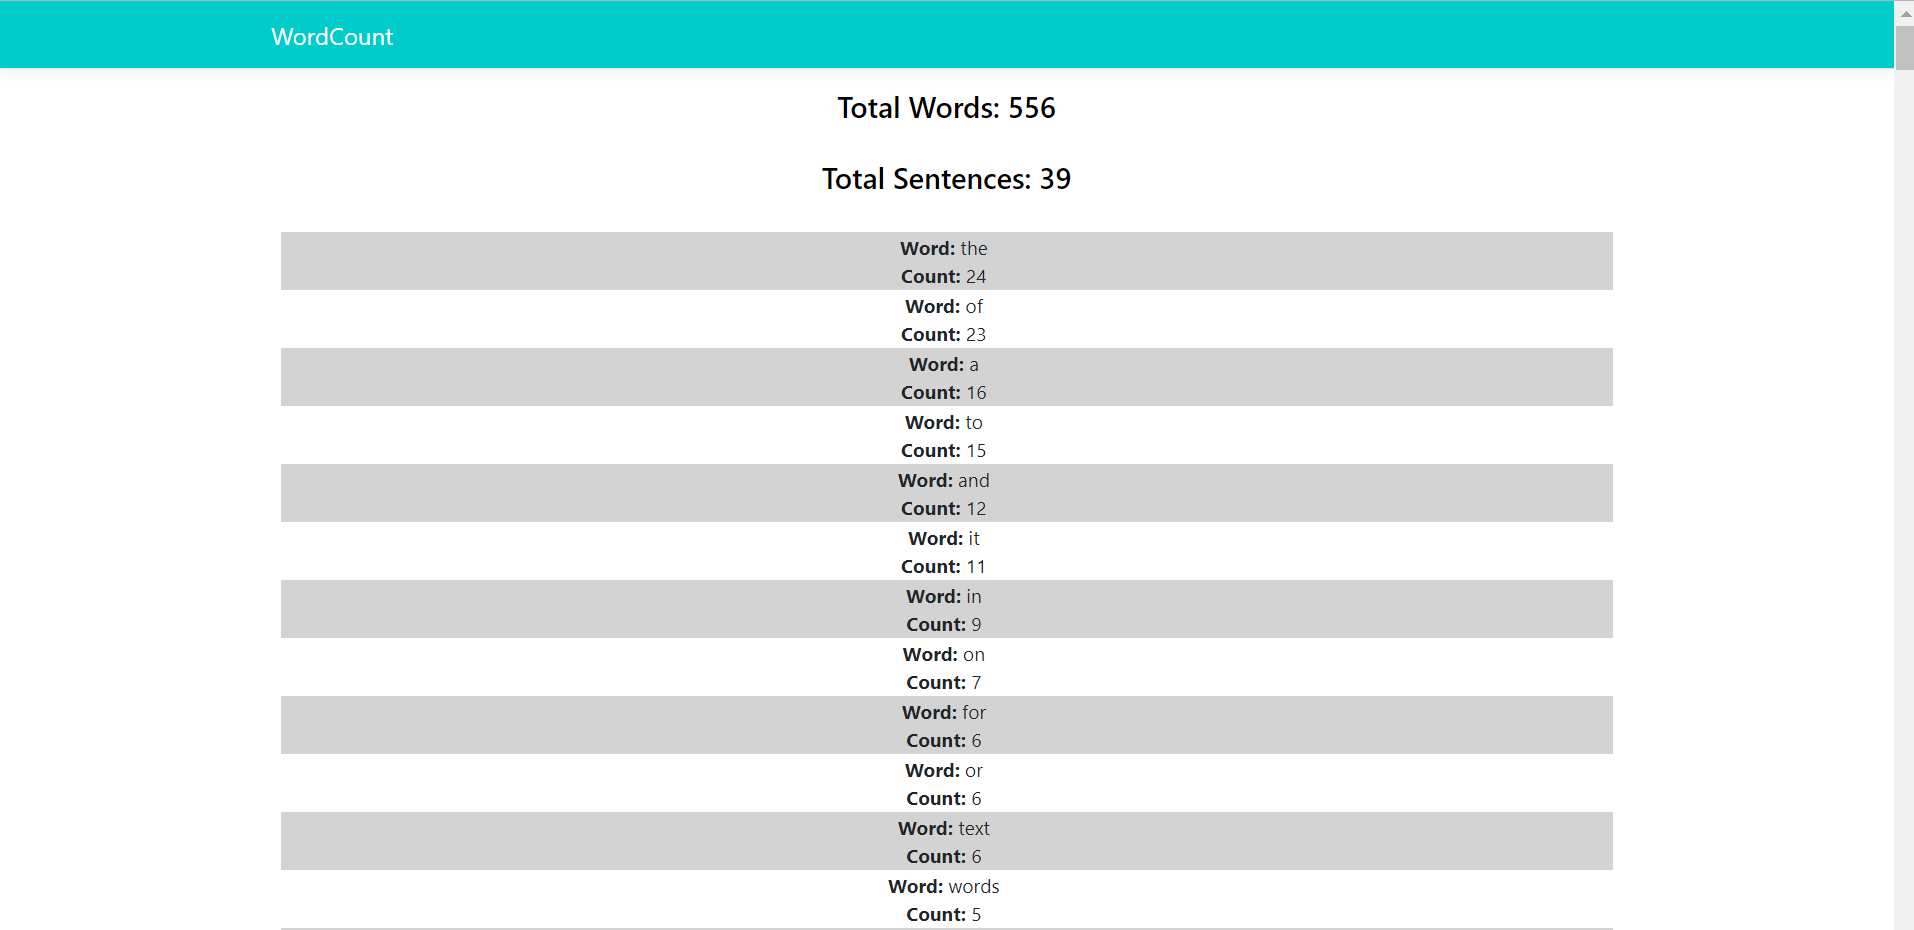 WordCount
Total Words: 556
Total Sentences: 39
Word: the
Count: 24
Word: of
Count: 23
Word: a
Count: 16
Word: to
Count: 15
Word: and
Count: 12
Word: it
Count: 11
Word: in
Count: 9
Word: on
Count: 7
Word: for
Count: 6
Word: or
Count: 6
Word: text
Count: 6
Word: words
Count: 5